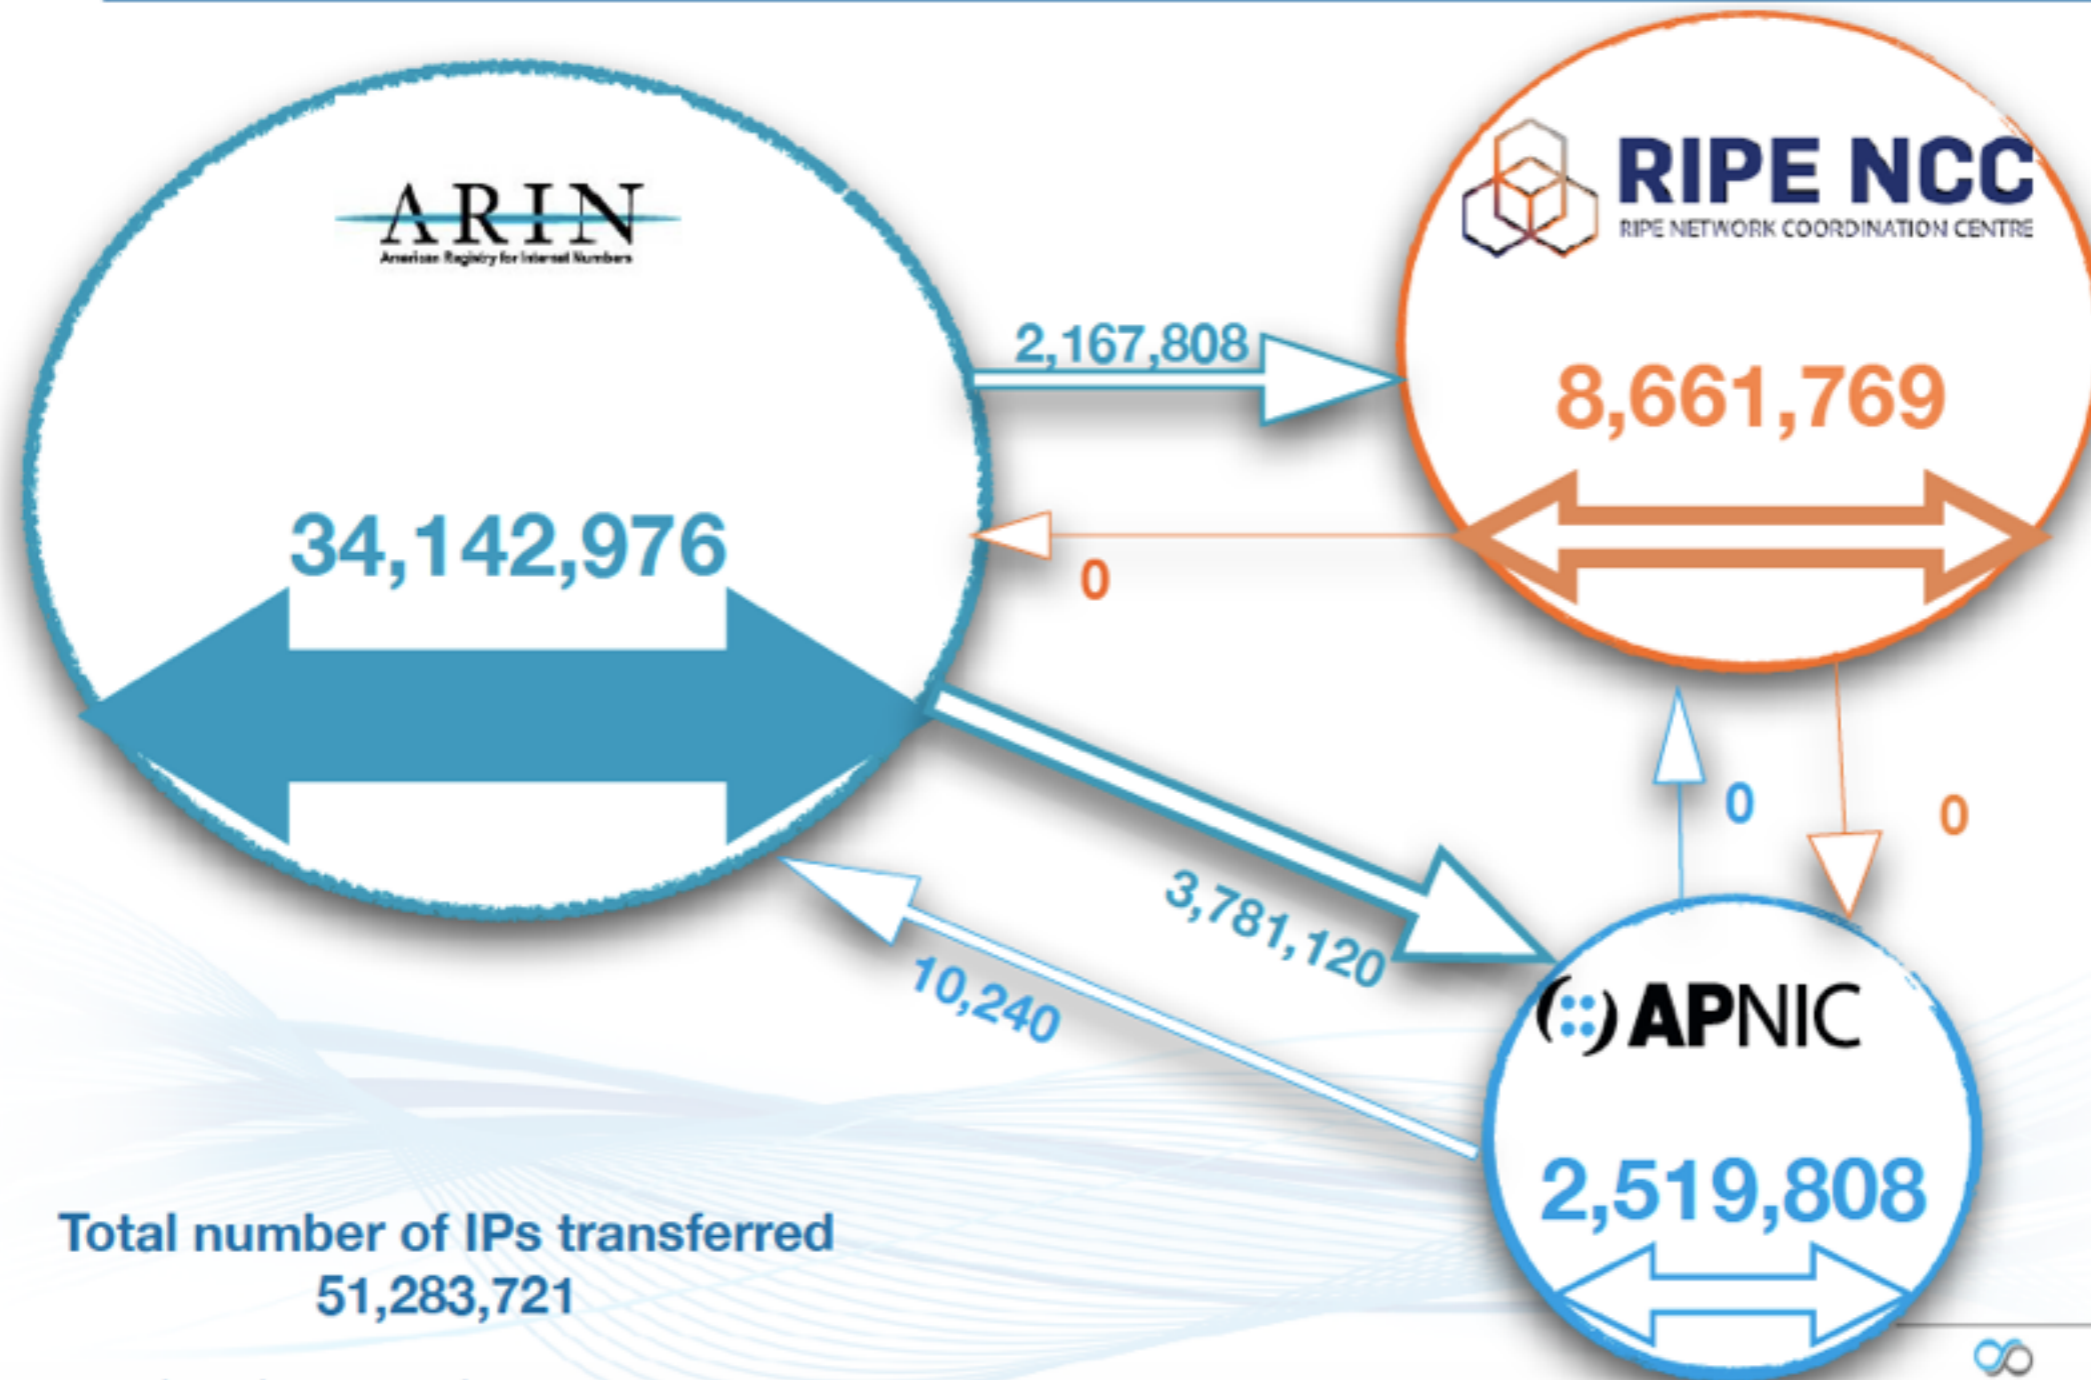 ARIN
American Registry for Internet Numbers
RIPE NCC
RIPE NETWORK COORDINATION CENTRE
2,167,808
8,661,769
34,142,976
0
0
0
3,781,120
10,240
APNIC
2,519,808
Total number of IPs transferred
51,283,721